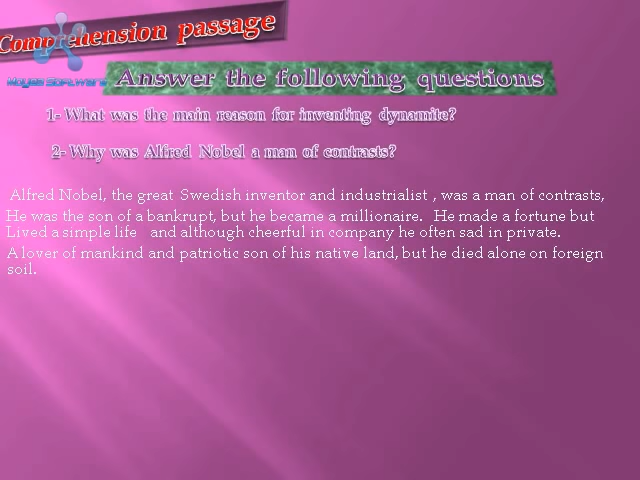 Comprehension passage
Answer the following questions
1- What was the main reason for inventing dynamite?
2- Why was Alfred Nobel a man of contrasts?
Alfred Nobel, the great Swedish inventor and industrialist , was a man of contrasts,
He was the son of a bankrupt, but he became a millionaire. He made a fortune but
Lived a simple life and although cheerful in company he often sad in private.
A lover of mankind and patriotic son of his native land, but he died alone on foreign
soil.